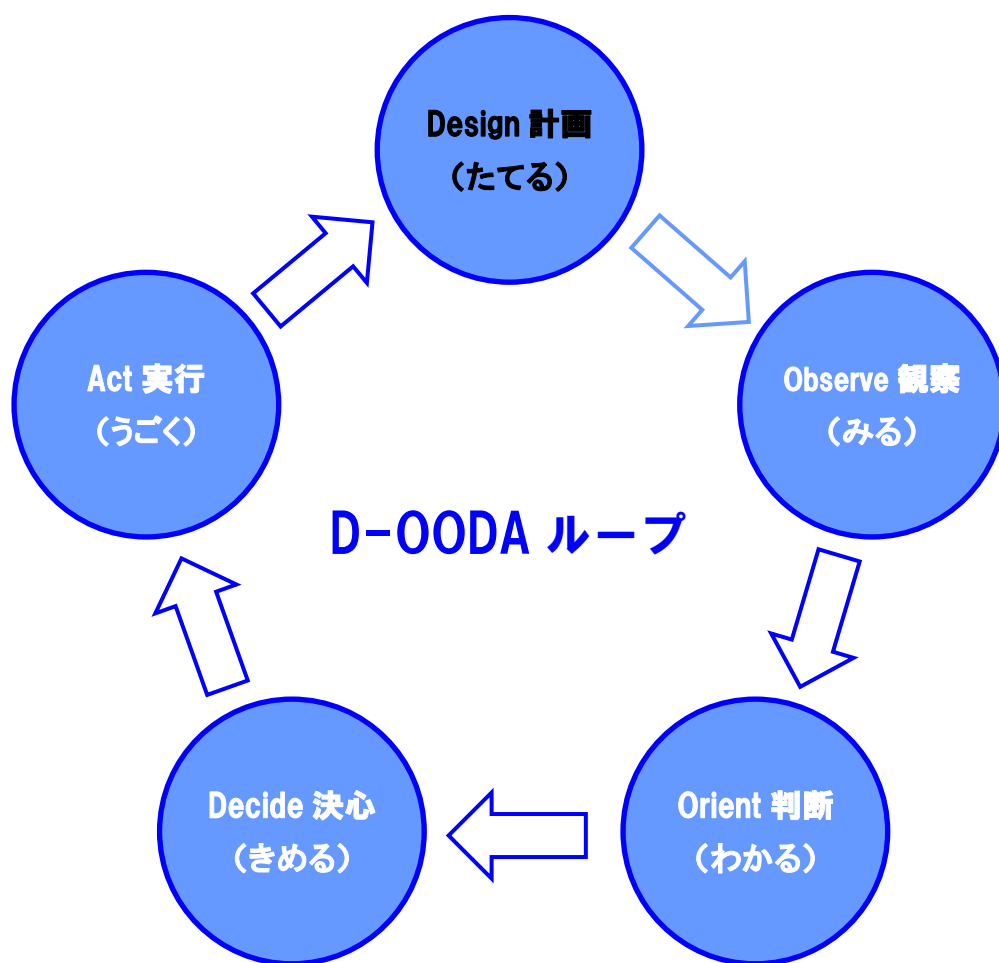 Design 計画
（たてる）
Act 実行
（うごく）
Observe 観察
（みる）
D-OODA ループ
Decide 決心
（きめる）
Orient 判断
（わかる）